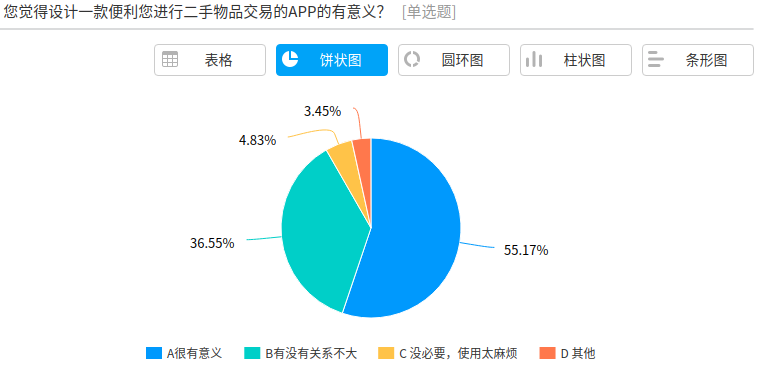 您觉得设计一款便利您进行二手物品交易的APP的有意义? [单选题]
表格 饼状图 圆环图 柱状图 条形图
3.45%
4.83%
36.55%
55.17%
A很有意义 B有没有关系不大 C 没必要，使用太麻烦 D 其他